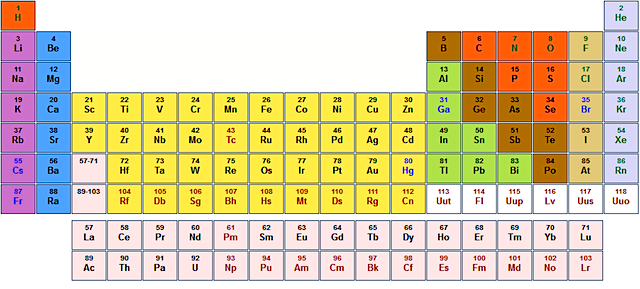 1 2
H He
3 4 5 6 7 8 9 10
Li Be B C N O F Ne
11 12 13 14 15 16 17 18
Na Mg Al Si P S Cl Ar
19 20 21 22 23 24 25 26 27 28 29 30 31 32 33 34 35 36
K Ca Sc Ti V Cr Mn Fe Co Ni Cu Zn Ga Ge As Se Br Kr
37 38 39 40 41 42 43 44 45 46 47 48 49 50 51 52 53 54
Rb Sr Y Zr Nb Mo Tc Ru Rh Pd Ag Cd In Sn Sb Te I Xe
55 56 57-71 72 73 74 75 76 77 78 79 80 81 82 83 84 85 86
Cs Ba Hf Ta W Re Os Ir Pt Au Hg Tl Pb Bi Po At Rn
87 88 89-103 104 105 106 107 108 109 110 111 112 113 114 115 116 117 118
Fr Ra Rf Db Sg Bh Hs Mt Ds Rg Cn Uut Fl Uup Lv Uus Uuo
57 58 59 60 61 62 63 64 65 66 67 68 69 70 71
La Ce Pr Nd Pm Sm Eu Gd Tb Dy Ho Er Tm Yb Lu
89 90 91 92 93 94 95 96 97 98 99 100 101 102 103
Ac Th Pa U Np Pu Am Cm Bk Cf Es Fm Md No Lr